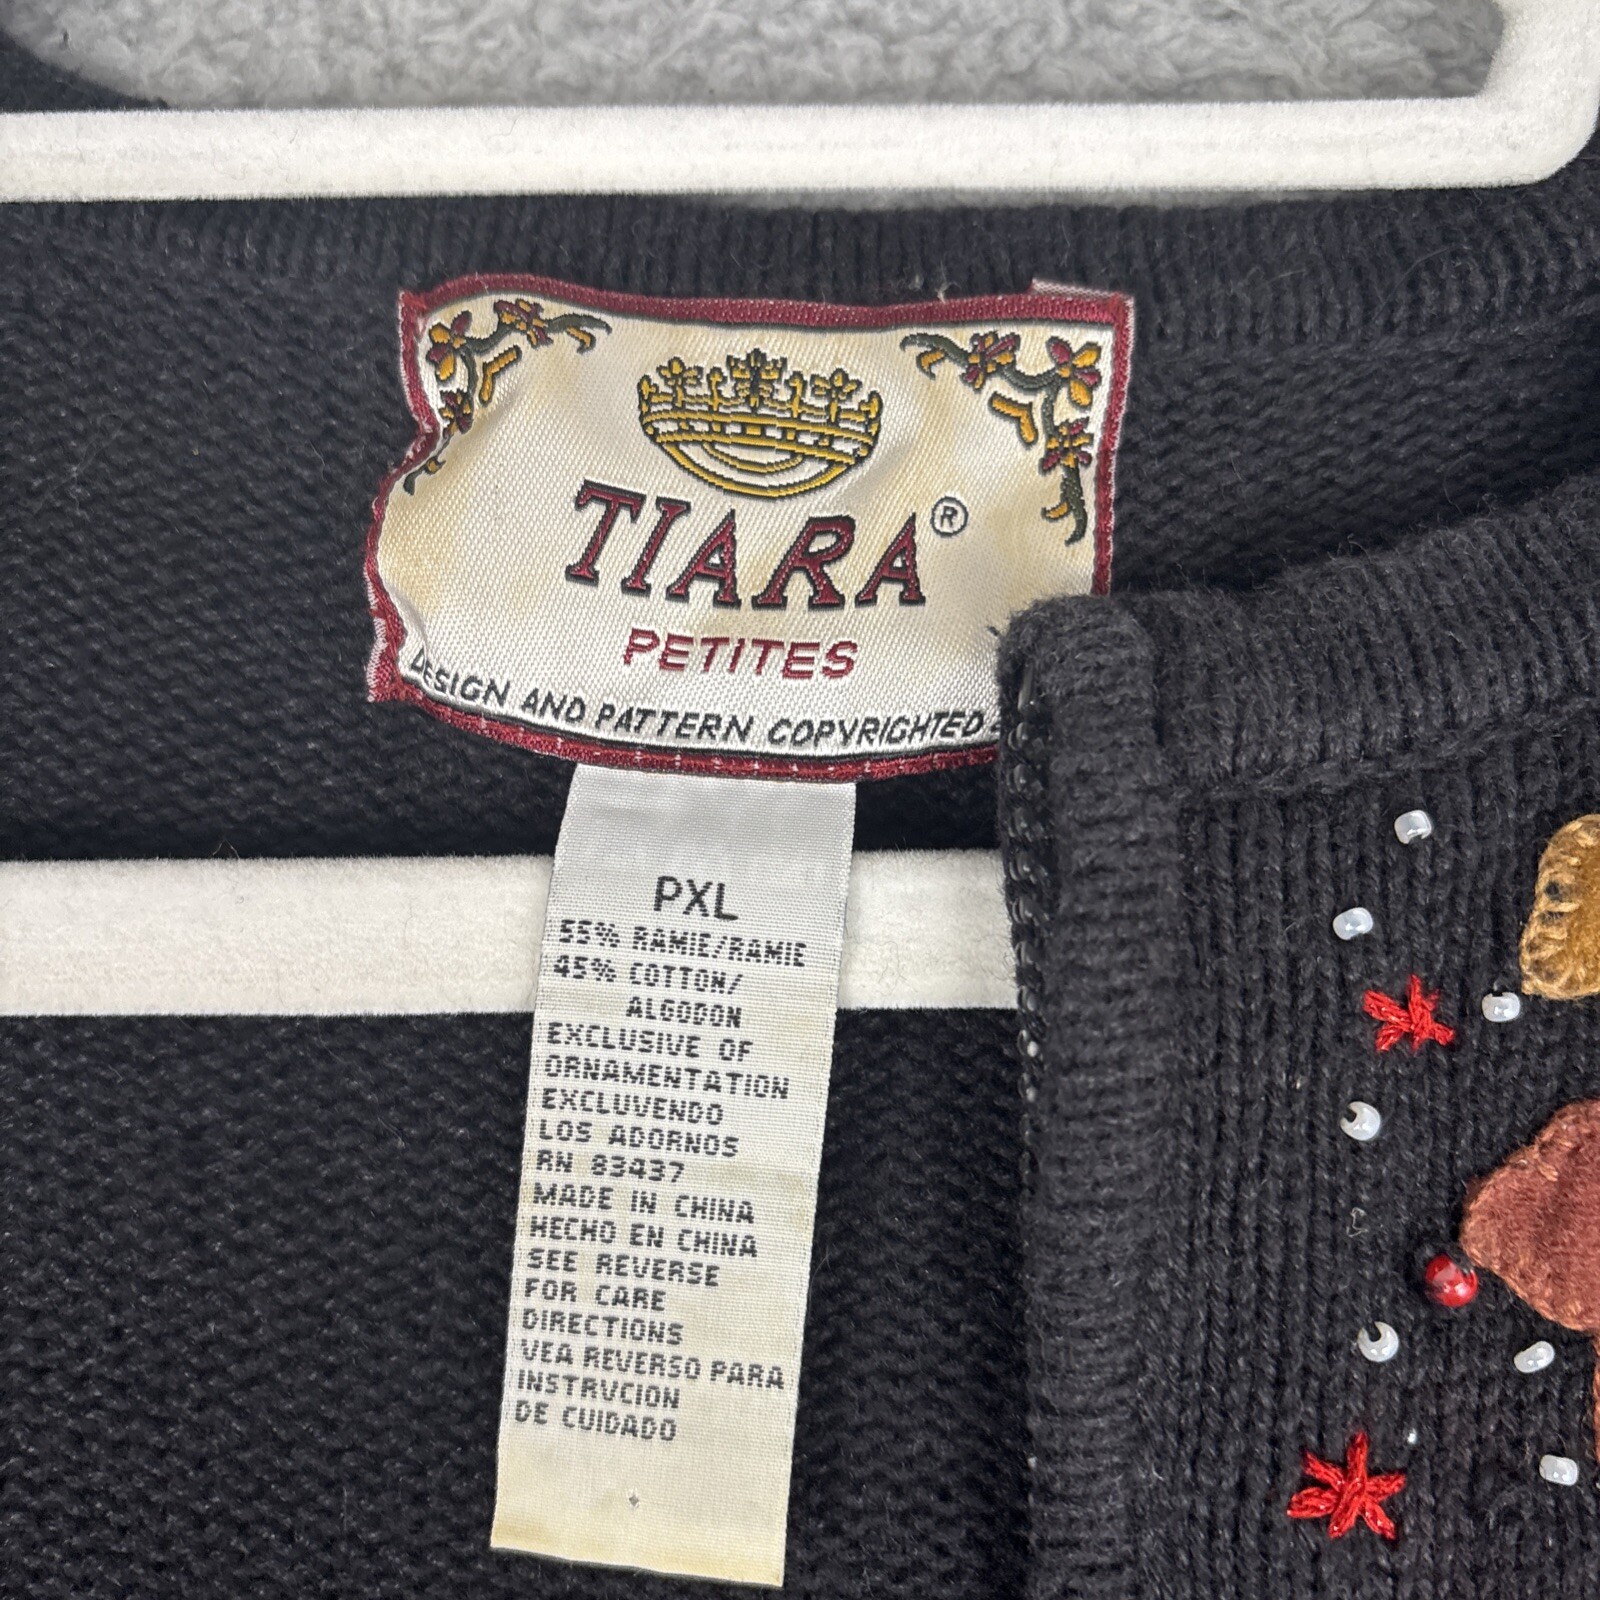 TIARA®
PETITES
DESIGN AND PATTERN COPYRIGHTED
PXL
55% RAMIE/RAMIE
45% COTTON/
ALGODON
EXCLUSIVE OF
ORNAMENTATION
EXCLUVENDO
LOS ADORNOS
RN 83437
MADE IN CHINA
HECHO EN CHINA
SEE REVERSE
FOR CARE
DIRECTIONS
VEA REVERSO PARA
INSTRVCION
DE CUIDADO